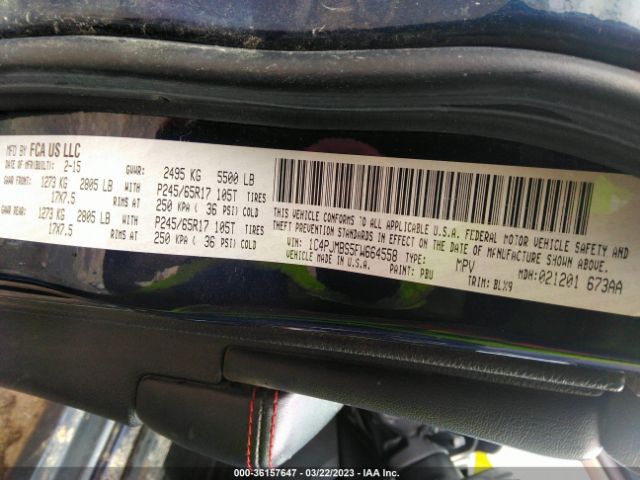 MFD BY FCA US LLC
DATE OF MFR(BUILT): 2-15 GVWR: 2495 KG 5500 LB
GAWR FRONT: 1273 KG 2805 LB WITH P245/65R17 105T TIRES
17X7.5 RIMS AT 250 KPA ( 36 PSI) COLD
GAWR REAR: 1273 KG 2805 LB WITH P245/65R17 105T TIRES
17X7.5 RIMS AT 250 KPA ( 36 PSI) COLD
THIS VEHICLE CONFORMS TO ALL APPLICABLE U.S.A. FEDERAL MOTOR VEHICLE SAFETY AND
THEFT PREVENTION STANDARDS IN EFFECT ON THE DATE OF MFNUFACTURE SHOWN ABOVE.
VIN: 1C4PJMBS5FW664558 TYPE: MPV MDH: 021201 673AA
VEHICLE MADE IN U.S.A. PAINT: PBU TRIM: BLX9
000-36157647 / 03/22/2023 / IAA Inc.